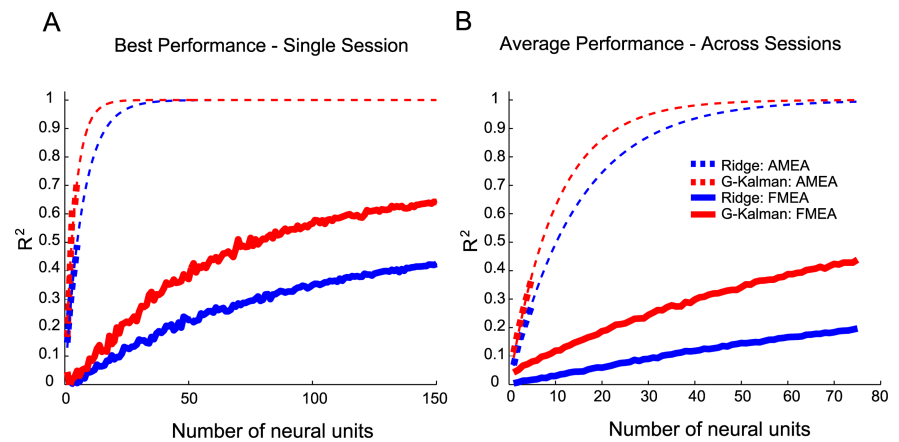 A
Best Performance - Single Session
1
0.9
0.8
0.7
0.6
0.5
0.4
0.3
0.2
0.1
0
R2
0 50 100 150
Number of neural units
B
Average Performance - Across Sessions
1
0.9
0.8
0.7
0.6
0.5
0.4
0.3
0.2
0.1
0
R2
Ridge: AMEA
G-Kalman: AMEA
Ridge: FMEA
G-Kalman: FMEA
0 10 20 30 40 50 60 70 80
Number of neural units